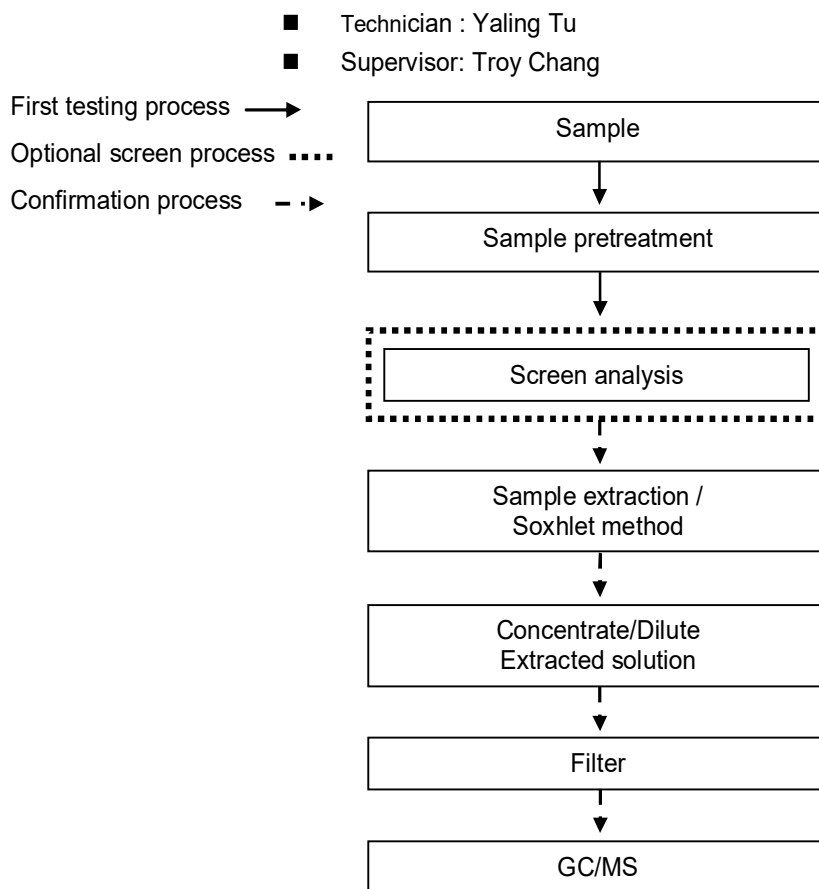 Technician : Yaling Tu
Supervisor: Troy Chang
First testing process
Optional screen process
Confirmation process
Sample
Sample pretreatment
Screen analysis
Sample extraction /
Soxhlet method
Concentrate/Dilute
Extracted solution
Filter
GC/MS